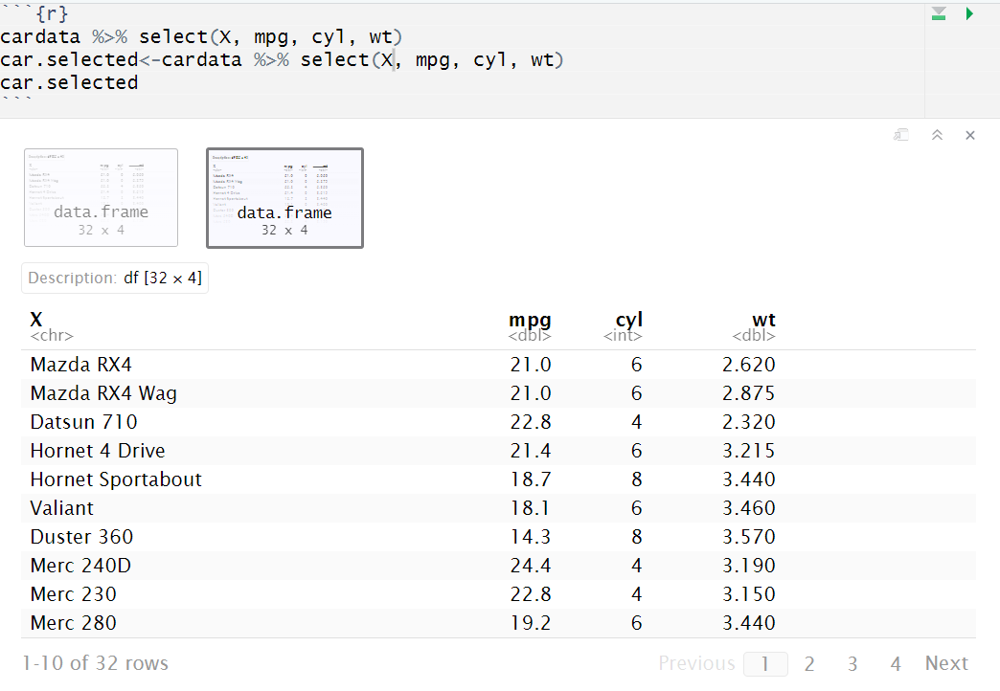 ```{r}
cardata %>% select(X, mpg, cyl, wt)
car.selected<-cardata %>% select(X, mpg, cyl, wt)
car.selected
```
data.frame
32 x 4
data.frame
32 x 4
Description: df [32 × 4]
X mpg cyl wt
<chr> <dbl> <int> <dbl>
Mazda RX4 21.0 6 2.620
Mazda RX4 Wag 21.0 6 2.875
Datsun 710 22.8 4 2.320
Hornet 4 Drive 21.4 6 3.215
Hornet Sportabout 18.7 8 3.440
Valiant 18.1 6 3.460
Duster 360 14.3 8 3.570
Merc 240D 24.4 4 3.190
Merc 230 22.8 4 3.150
Merc 280 19.2 6 3.440
1-10 of 32 rows Previous 1 2 3 4 Next